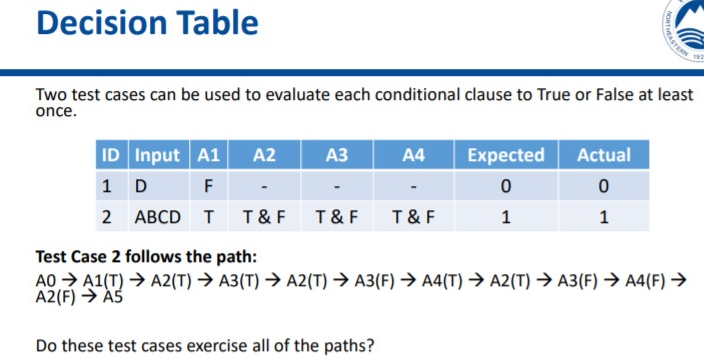 Decision Table
NORTHEASTERN 192
Two test cases can be used to evaluate each conditional clause to True or False at least
once.
ID Input A1 A2 A3 A4 Expected Actual
1 D F - - - 0 0
2 ABCD T T & F T & F T & F 1 1
Test Case 2 follows the path:
A0 → A1(T) → A2(T) → A3(T) → A2(T) → A3(F) → A4(T) → A2(T) → A3(F) → A4(F) →
A2(F) → A5
Do these test cases exercise all of the paths?